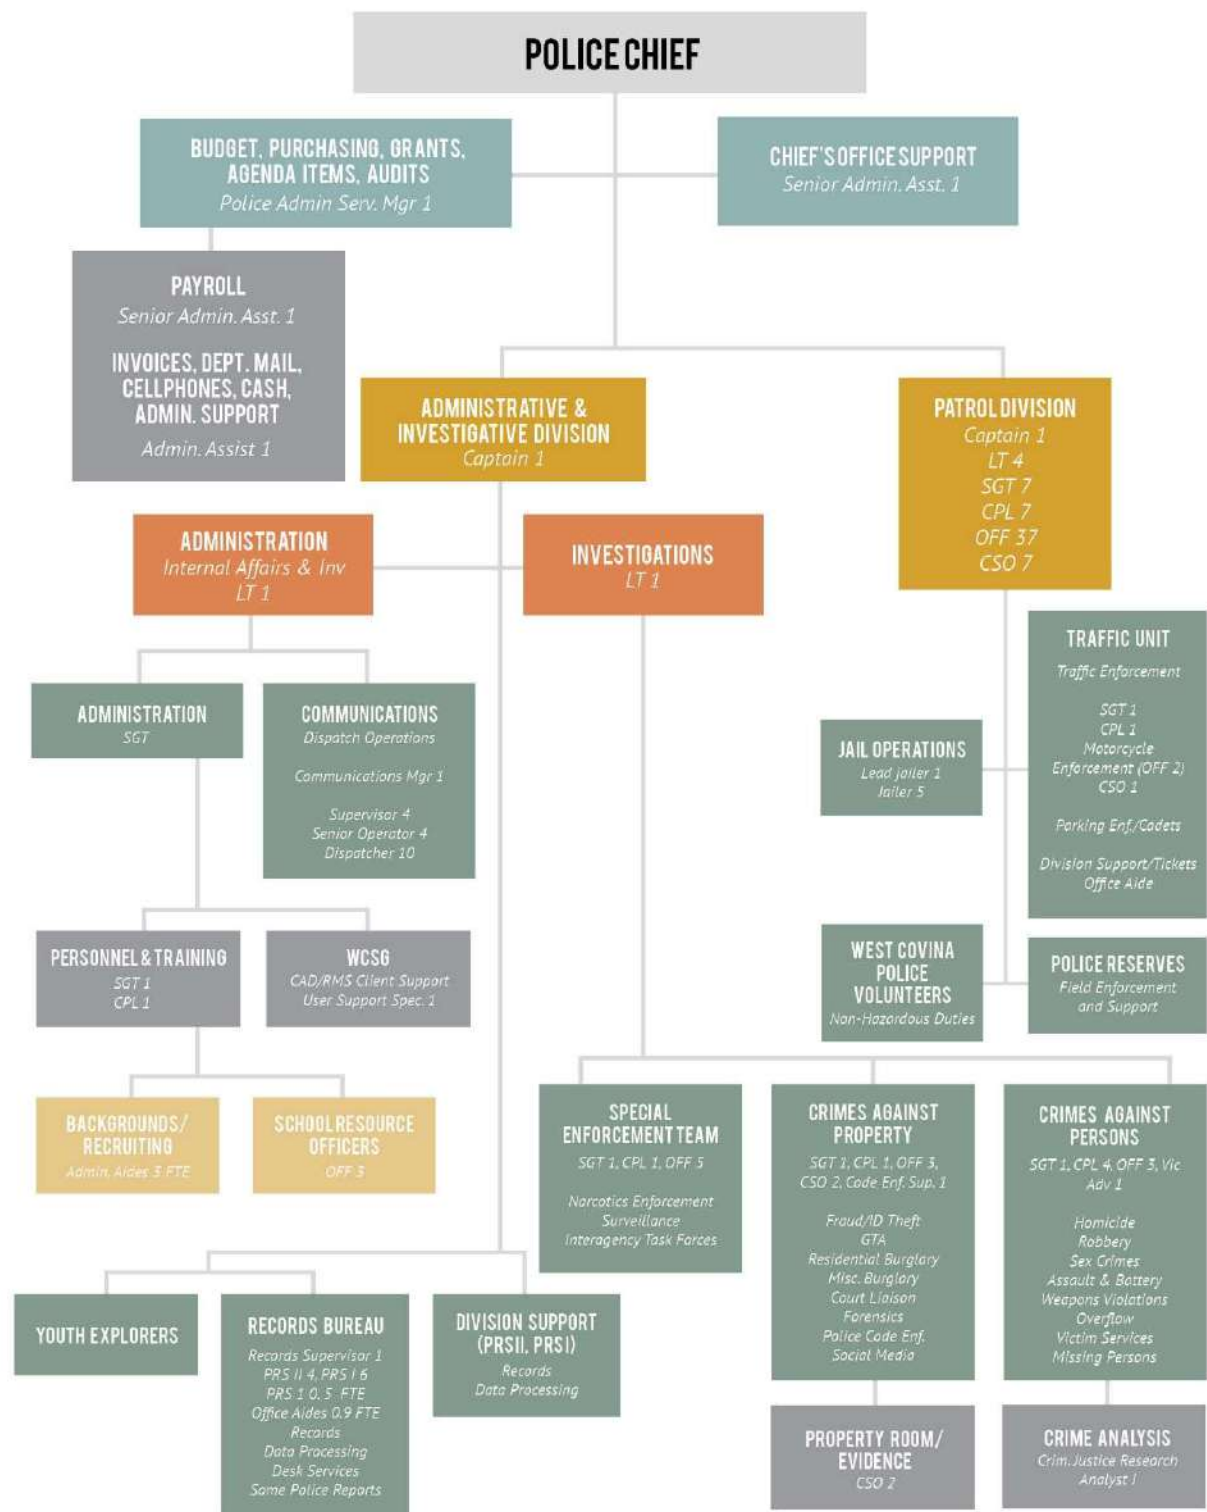 POLICE CHIEF
BUDGET, PURCHASING, GRANTS,
AGENDA ITEMS, AUDITS
Police Admin Serv. Mgr 1
CHIEF'S OFFICE SUPPORT
Senior Admin. Asst. 1
PAYROLL
Senior Admin. Asst. 1
INVOICES, DEPT. MAIL,
CELLPHONES, CASH,
ADMIN. SUPPORT
Admin. Assist 1
ADMINISTRATIVE &
INVESTIGATIVE DIVISION
Captain 1
PATROL DIVISION
Captain 1
LT 4
SGT 7
CPL 7
OFF 37
CSO 7
ADMINISTRATION
Internal Affairs & Inv
LT 1
INVESTIGATIONS
LT 1
TRAFFIC UNIT
Traffic Enforcement
SGT 1
CPL 1
Motorcycle
Enforcement (OFF 2)
CSO 1
Parking Enf./Cadets
Division Support/Tickets
Office Aide
ADMINISTRATION
SGT
COMMUNICATIONS
Dispatch Operations
Communications Mgr 1
Supervisor 4
Senior Operator 4
Dispatcher 10
JAIL OPERATIONS
Lead Jailer 1
Jailer 5
PERSONNEL & TRAINING
SGT 1
CPL 1
WCSG
CAD/RMS Client Support
User Support Spec. 1
WEST COVINA
POLICE
VOLUNTEERS
Non-Hazardous Duties
POLICE RESERVES
Field Enforcement
and Support
BACKGROUNDS/
RECRUITING
Admin. Aides 3 FTE
SCHOOL RESOURCE
OFFICERS
OFF 3
SPECIAL
ENFORCEMENT TEAM
SGT 1, CPL 1, OFF 5
Narcotics Enforcement
Surveillance
Interagency Task Forces
CRIMES AGAINST
PROPERTY
SGT 1, CPL 1, OFF 3,
CSO 2, Code Enf. Sup. 1
Fraud/ID Theft
GTA
Residential Burglary
Misc. Burglary
Court Liaison
Forensics
Police Code Enf.
Social Media
CRIMES AGAINST
PERSONS
SGT 1, CPL 4, OFF 3, Vic
Adv 1
Homicide
Robbery
Sex Crimes
Assault & Battery
Weapons Violations
Overflow
Victim Services
Missing Persons
YOUTH EXPLORERS
RECORDS BUREAU
Records Supervisor 1
PRS II 4, PRS I 6
PRS 1 0.5 FTE
Office Aides 0.9 FTE
Records
Data Processing
Desk Services
Some Police Reports
DIVISION SUPPORT
(PRSII, PRSI)
Records
Data Processing
PROPERTY ROOM/
EVIDENCE
CSO 2
CRIME ANALYSIS
Crim. Justice Research
Analyst I